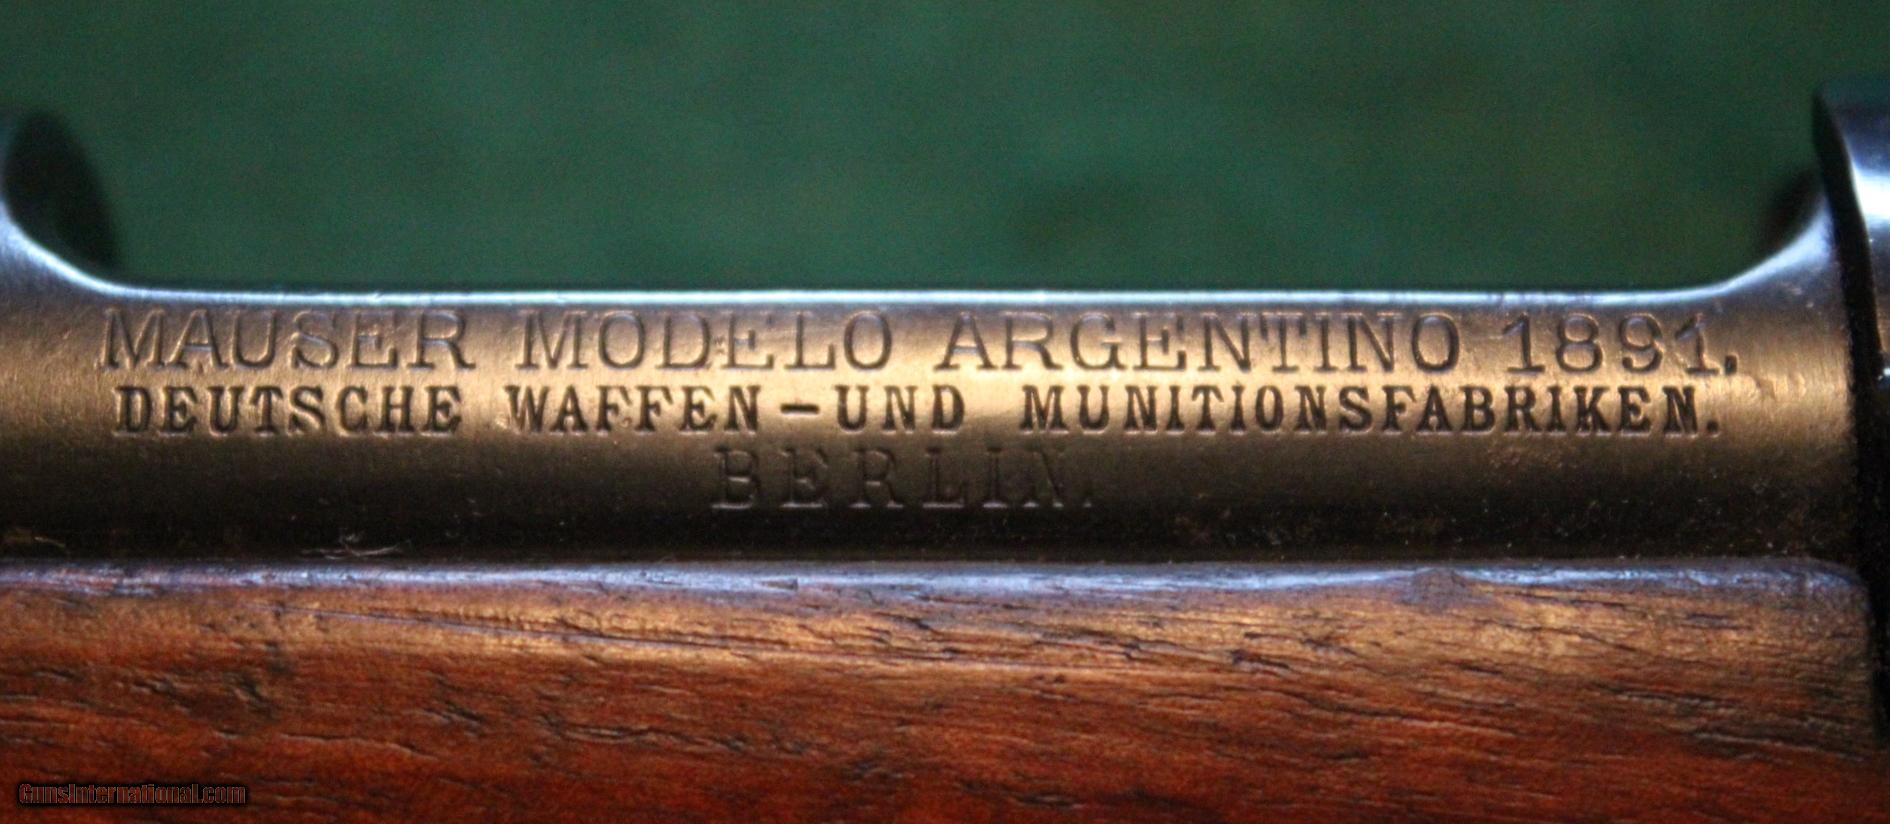 MAUSER MODELO ARGENTINO 1891.
DEUTSCHE WAFFEN-UND MUNITIONSFABRIKEN.
BERLIN.
GunsInternational.com